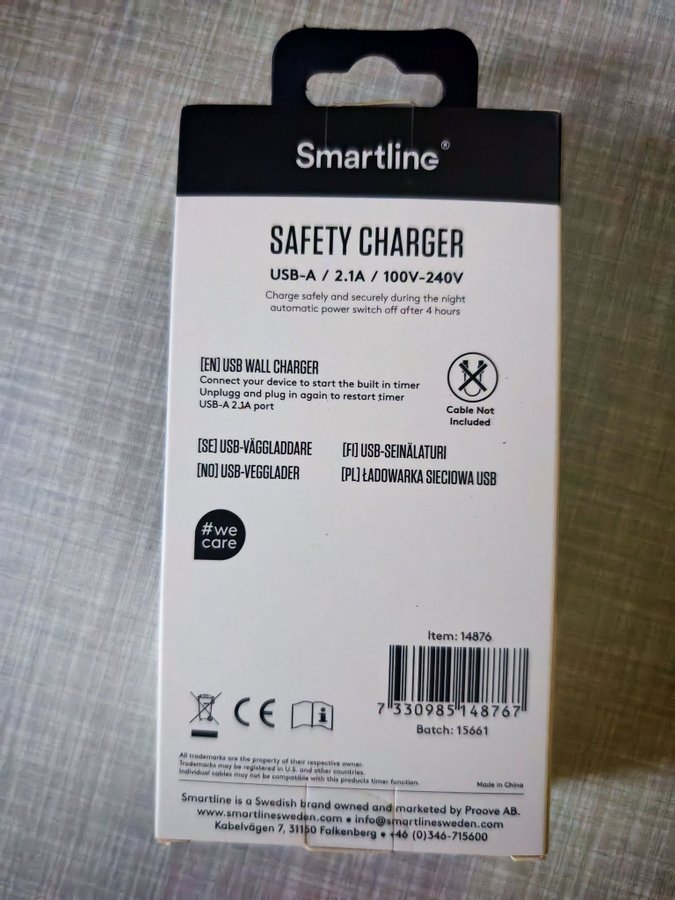 Smartline®
SAFETY CHARGER
USB-A / 2.1A / 100V-240V
Charge safely and securely during the night
automatic power switch off after 4 hours
[EN] USB WALL CHARGER
Connect your device to start the built in timer
Unplugg and plug in again to restart timer
USB-A 2.1A port
Cable Not
Included
[SE] USB-VÄGGLADDARE
[FI] USB-SEINÄLATURI
[NO] USB-VEGGLADER
[PL] ŁADOWARKA SIECIOWA USB
#we
care
Item: 14876
7 330985 148767
Batch: 15661
CE
All trademarks are the property of their respective owner.
Trademarks may be registered in U.S. and other countries.
Individual cables may not be compatible with this products timer function.
Made in China
Smartline is a Swedish brand owned and marketed by Proove AB.
www.smartlinesweden.com • info@smartlinesweden.com
Kabelvägen 7, 31150 Falkenberg • +46 (0)346-715600